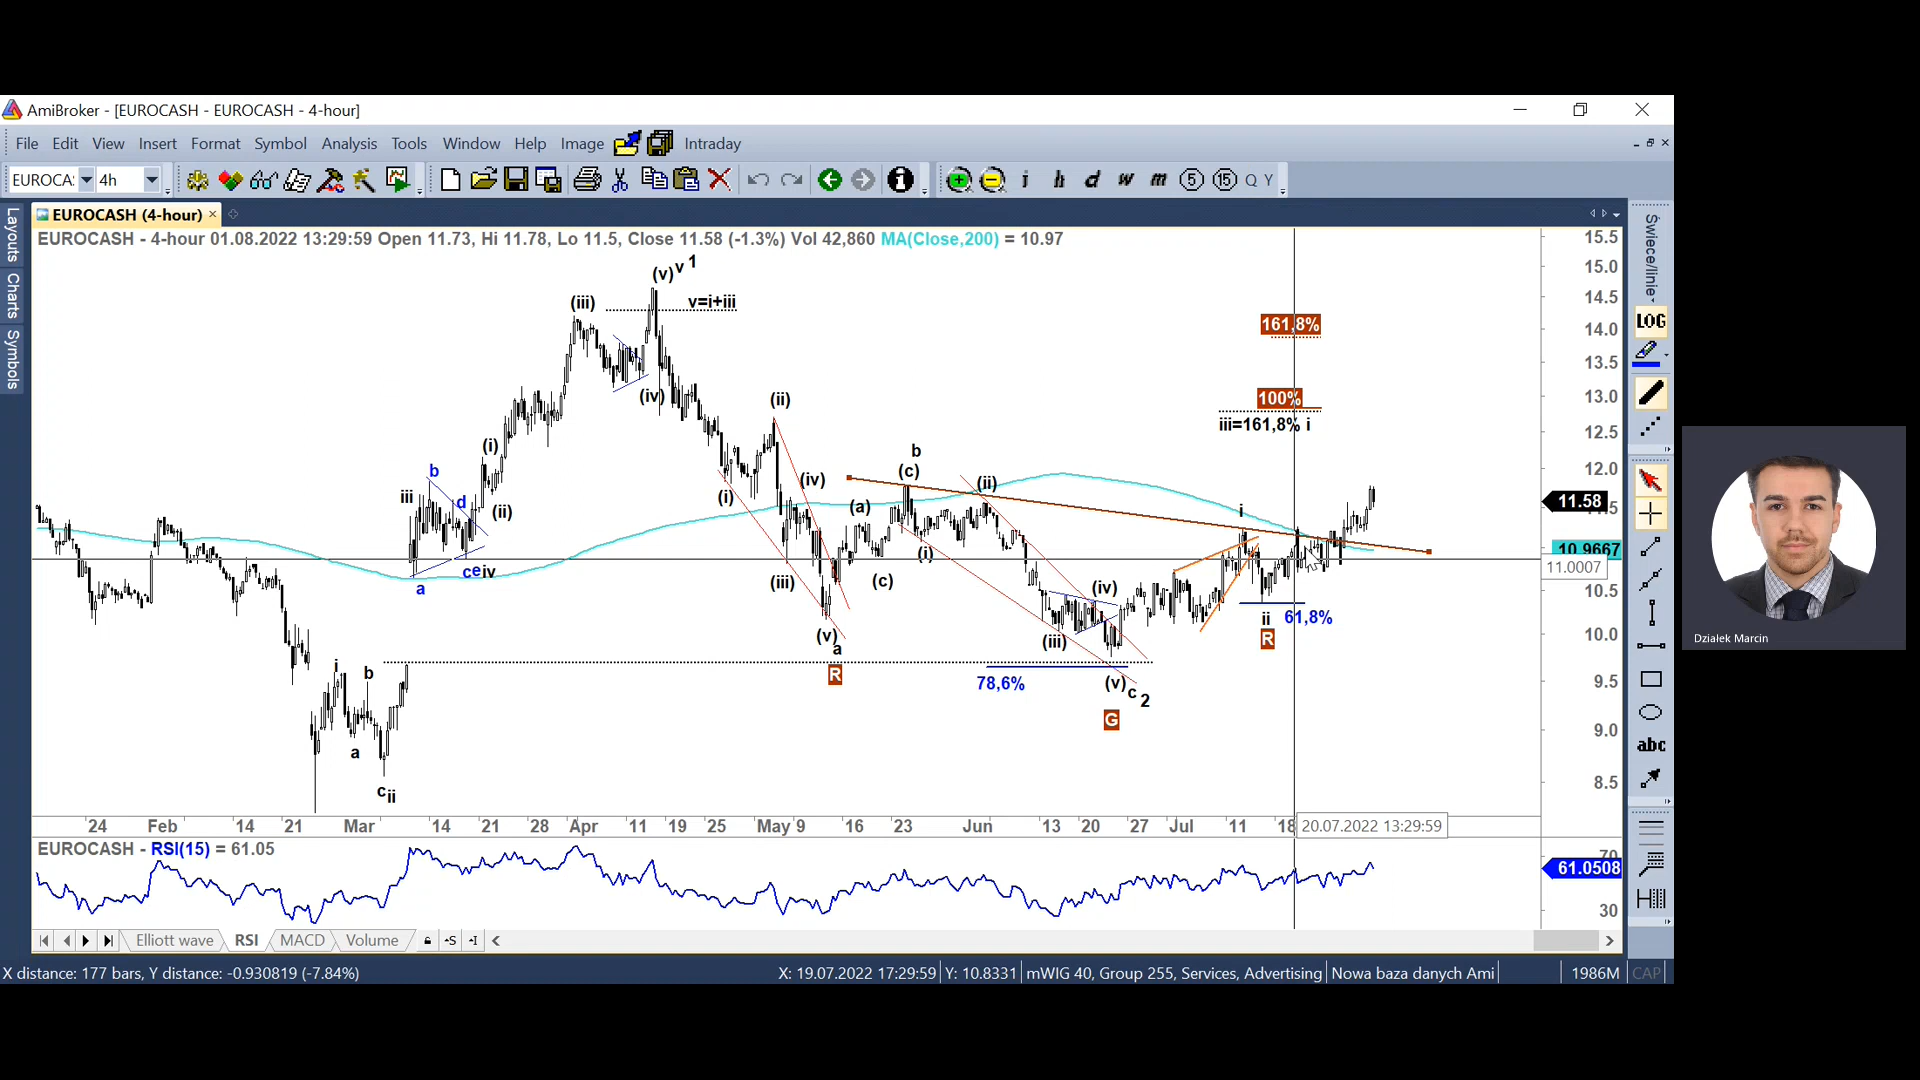 AmiBroker - [EUROCASH - EUROCASH - 4-hour]
File Edit View Insert Format Symbol Analysis Tools Window Help Image Intraday
EUROCA: 4h
i h d w m 5 15 Q Y
EUROCASH (4-hour)
Layouts
Charts
Symbols
EUROCASH - 4-hour 01.08.2022 13:29:59 Open 11.73, Hi 11.78, Lo 11.5, Close 11.58 (-1.3%) Vol 42,860 MA(Close,200) = 10.97
(v) v 1
(iii) v=i+iii
(iv)
161,8%
100%
iii=161,8% i
(ii)
(i)
b
b
(c)
iii
d
(ii)
(i)
(iv)
(a)
(ii)
i
c e iv
a
(iii)
(c)
(i)
(iv)
ii 61,8%
R
(v)
a
R
(iii)
i
b
78,6%
(v) c 2
G
a
c ii
15.5
15.0
14.5
14.0
13.5
13.0
12.5
12.0
11.58
11.5
10.9667
11.0007
10.5
10.0
9.5
9.0
8.5
24 Feb 14 21 Mar 14 21 28 Apr 11 19 25 May 9 16 23 Jun 13 20 27 Jul 11 18 20.07.2022 13:29:59
EUROCASH - RSI(15) = 61.05
70
61.0508
30
Elliott wave RSI MACD Volume S I
X distance: 177 bars, Y distance: -0.930819 (-7.84%) X: 19.07.2022 17:29:59 Y: 10.8331 mWIG 40, Group 255, Services, Advertising Nowa baza danych Ami 1986M CAP
Świece/linie
LOG
abc
Działek Marcin